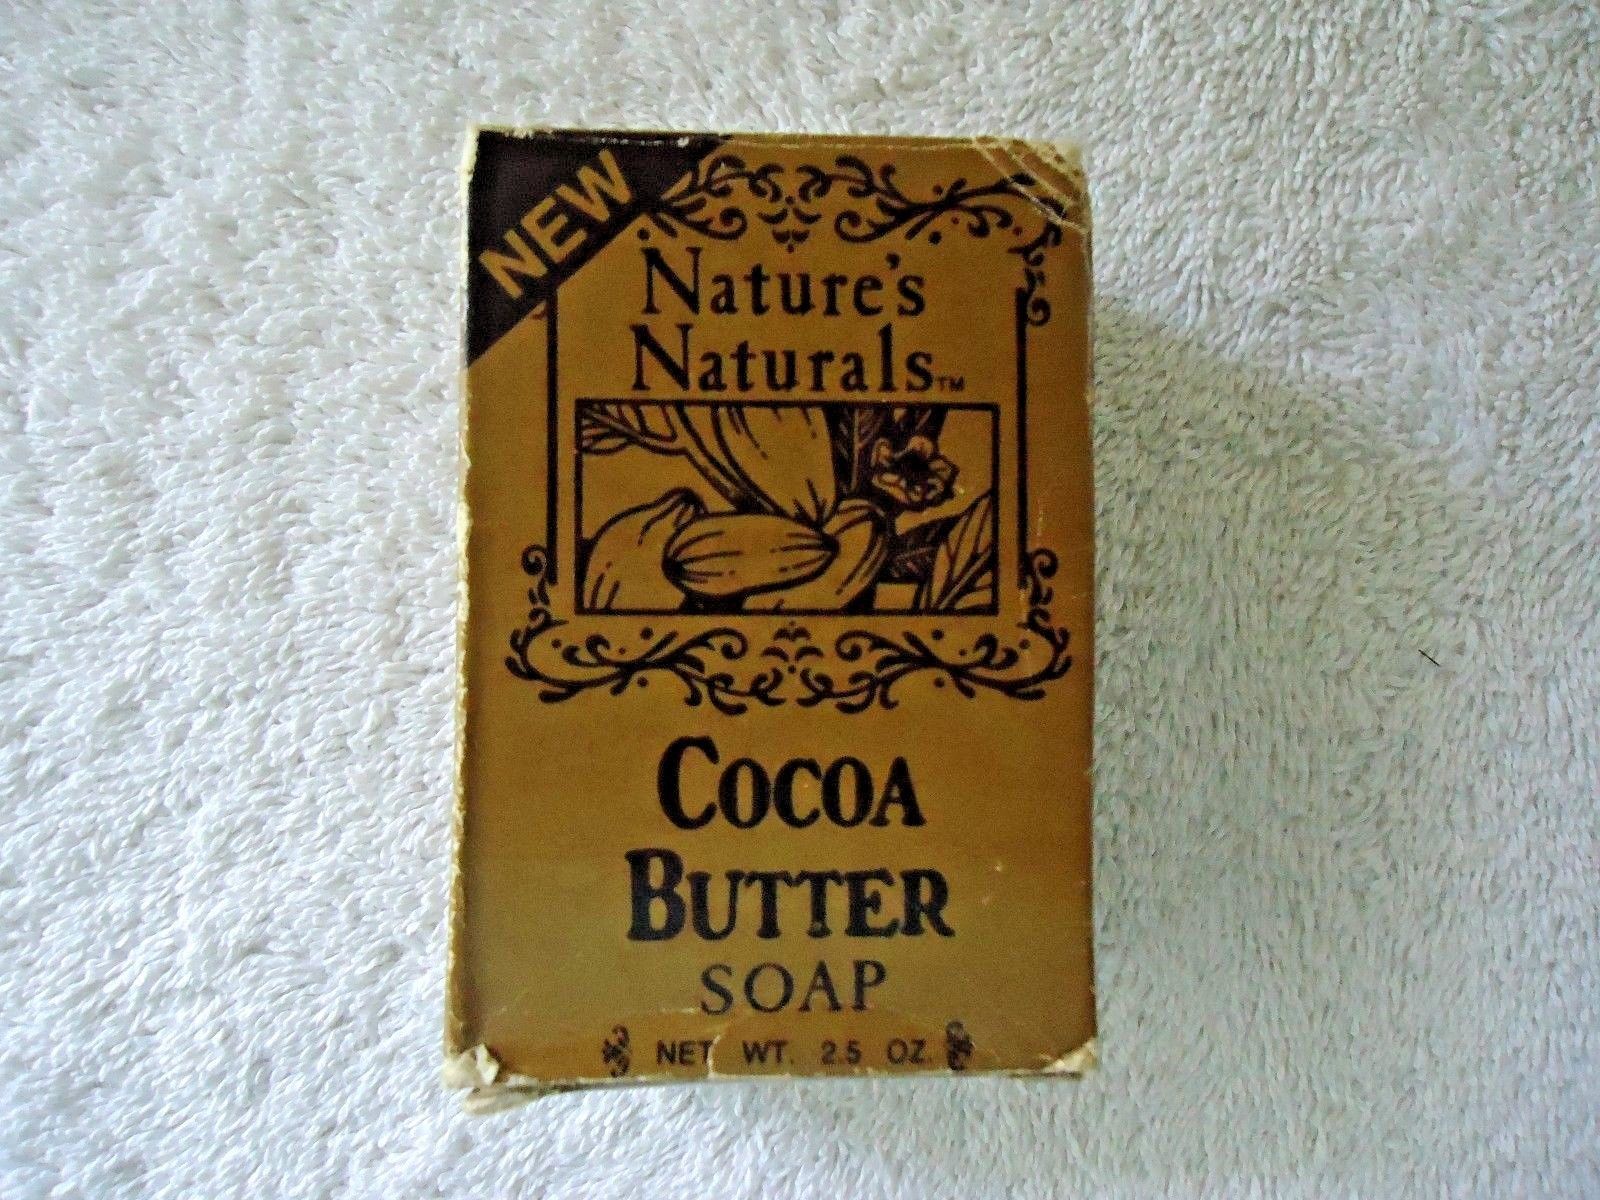 NEW
Nature's
Naturals™
COCOA
BUTTER
SOAP
NET WT. 2.5 OZ.